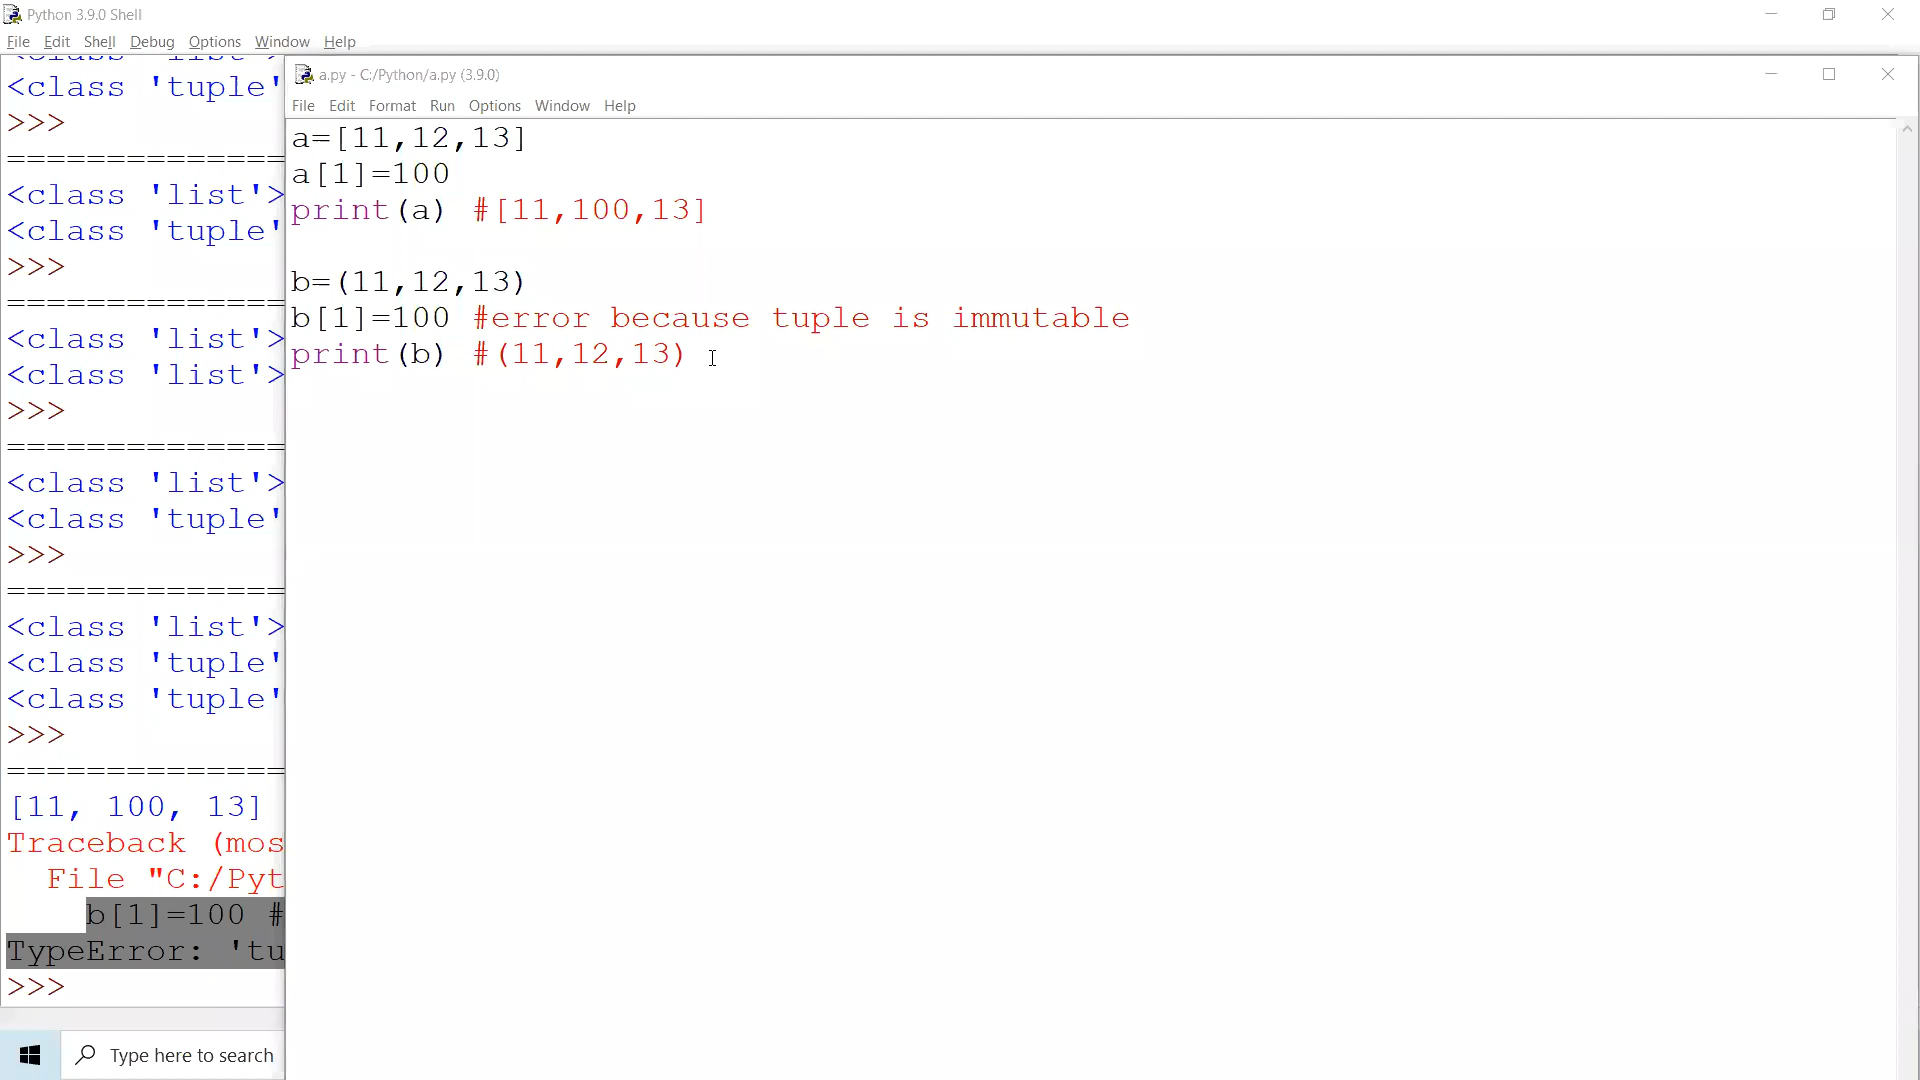 Python 3.9.0 Shell
File Edit Shell Debug Options Window Help
<class 'tuple'
>>>
==============
<class 'list'>
<class 'tuple'
>>>
==============
<class 'list'>
<class 'list'>
>>>
==============
<class 'list'>
<class 'tuple'
>>>
==============
<class 'list'>
<class 'tuple'
<class 'tuple'
>>>
==============
[11, 100, 13]
Traceback (mos
File "C:/Pyt
b[1]=100 #
TypeError: 'tu
>>>
a.py - C:/Python/a.py (3.9.0)
File Edit Format Run Options Window Help
a=[11,12,13]
a[1]=100
print(a) #[11,100,13]
b=(11,12,13)
b[1]=100 #error because tuple is immutable
print(b) #(11,12,13)
Type here to search